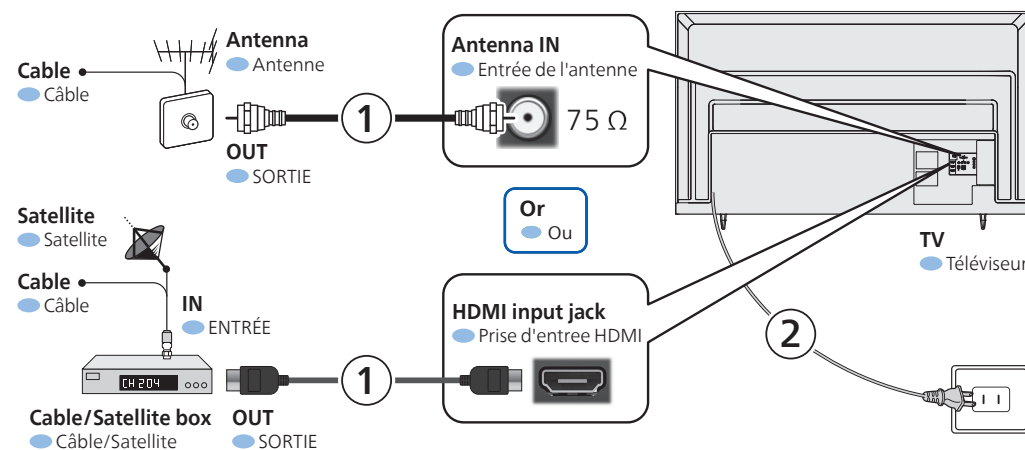 Antenna
Antenne
Cable
Câble
OUT
SORTIE
1
Antenna IN
Entrée de l'antenne
75 Ω
Or
Ou
TV
Téléviseur
Satellite
Satellite
Cable
Câble
IN
ENTRÉE
CH 204
Cable/Satellite box
Câble/Satellite
OUT
SORTIE
1
HDMI input jack
Prise d'entree HDMI
2